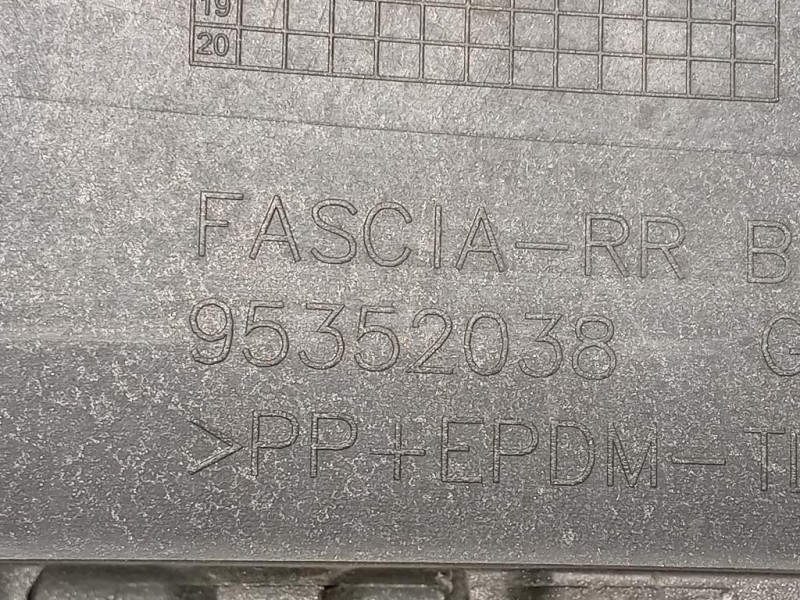 19
20
FASCIA-RR B
95352038 G
>PP+EPDM-T